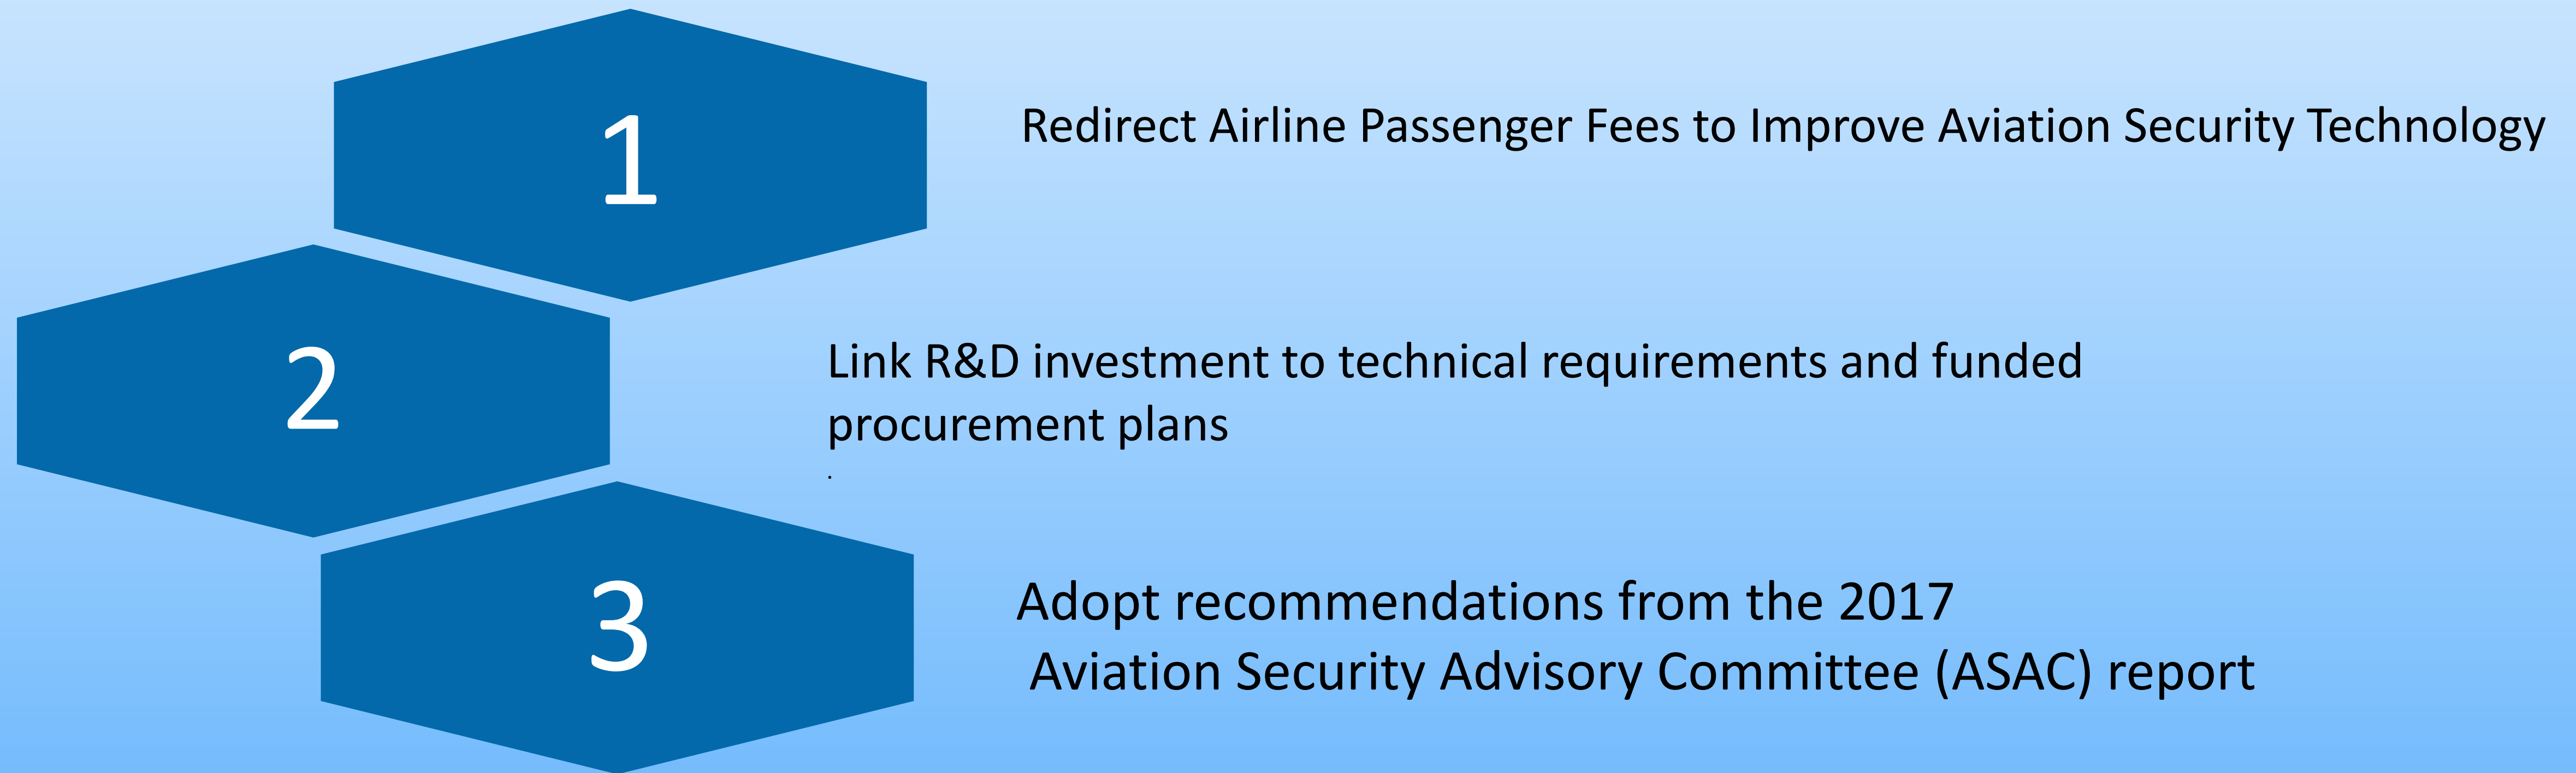 1
Redirect Airline Passenger Fees to Improve Aviation Security Technology
2
Link R&D investment to technical requirements and funded
procurement plans
.
3
Adopt recommendations from the 2017
Aviation Security Advisory Committee (ASAC) report